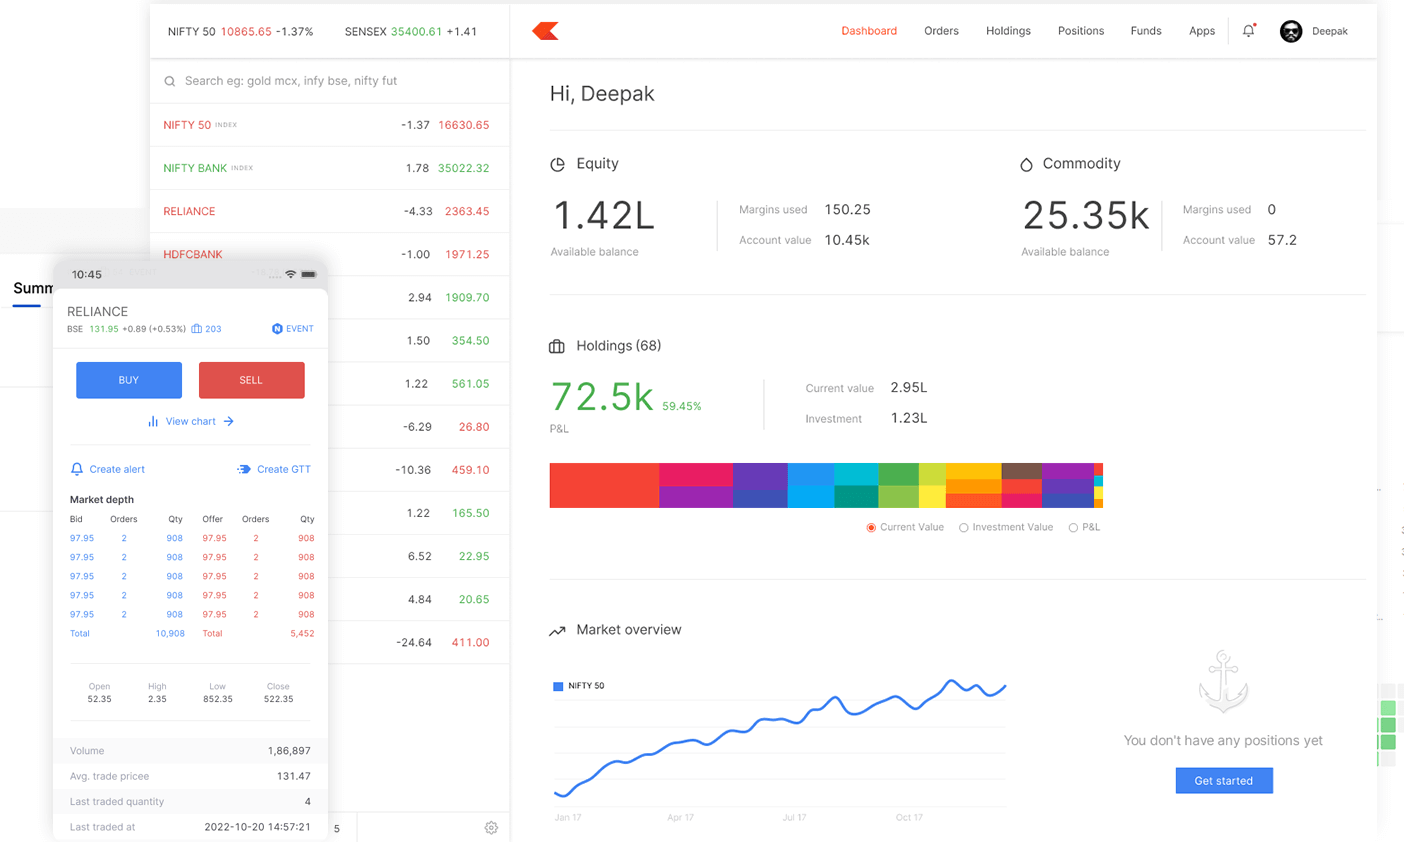 NIFTY 50 10865.65 -1.37% SENSEX 35400.61 +1.41
Dashboard Orders Holdings Positions Funds Apps Deepak
Search eg: gold mcx, infy bse, nifty fut
NIFTY 50 INDEX -1.37 16630.65
NIFTY BANK INDEX 1.78 35022.32
RELIANCE -4.33 2363.45
HDFCBANK -1.00 1971.25
2.94 1909.70
1.50 354.50
1.22 561.05
-6.29 26.80
-10.36 459.10
1.22 165.50
6.52 22.95
4.84 20.65
-24.64 411.00
5
Summ
10:45
RELIANCE
BSE 131.95 +0.89 (+0.53%) 203 EVENT
BUY SELL
View chart
Create alert Create GTT
Market depth
Bid Orders Qty Offer Orders Qty
97.95 2 908 97.95 2 908
97.95 2 908 97.95 2 908
97.95 2 908 97.95 2 908
97.95 2 908 97.95 2 908
97.95 2 908 97.95 2 908
Total 10,908 Total 5,452
Open High Low Close
52.35 2.35 852.35 522.35
Volume 1,86,897
Avg. trade pricee 131.47
Last traded quantity 4
Last traded at 2022-10-20 14:57:21
Hi, Deepak
Equity
1.42L
Available balance
Margins used 150.25
Account value 10.45k
Commodity
25.35k
Available balance
Margins used 0
Account value 57.2
Holdings (68)
72.5k 59.45%
P&L
Current value 2.95L
Investment 1.23L
Current Value Investment Value P&L
Market overview
NIFTY 50
Jan 17 Apr 17 Jul 17 Oct 17
You don't have any positions yet
Get started